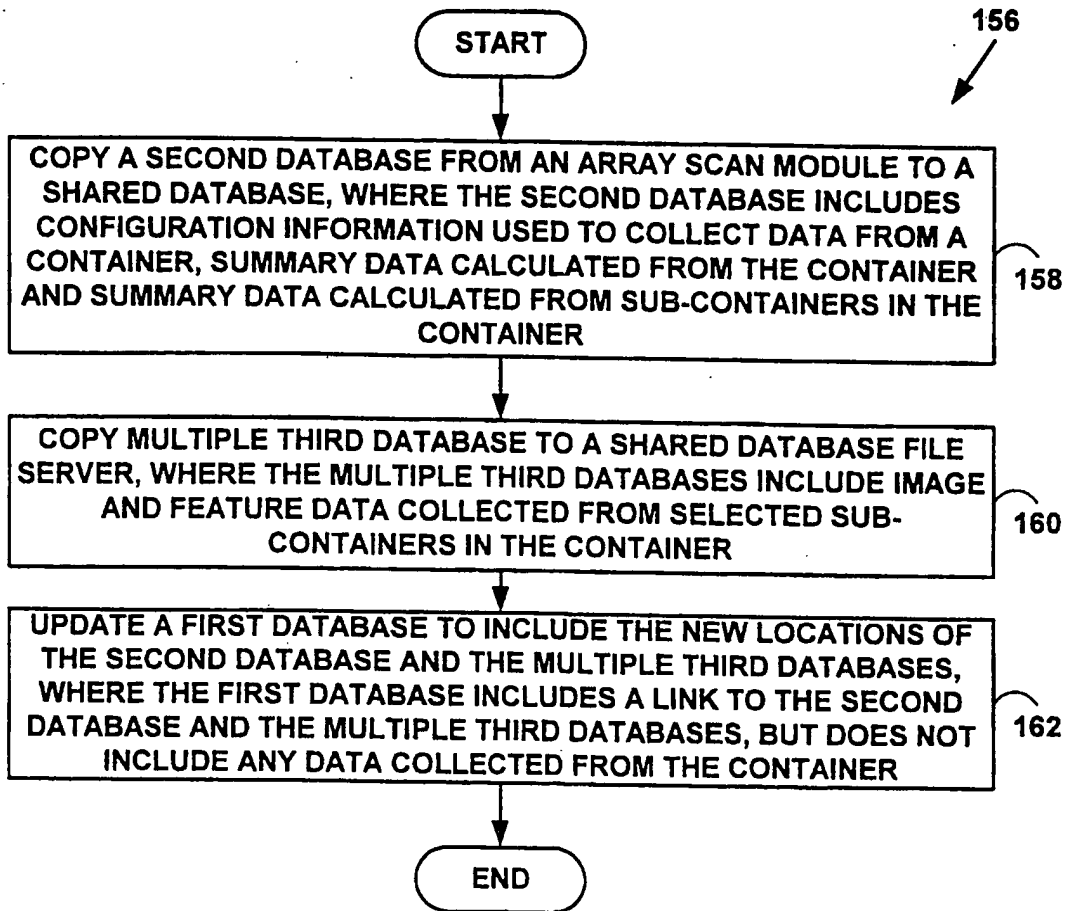 156
START
COPY A SECOND DATABASE FROM AN ARRAY SCAN MODULE TO A
SHARED DATABASE, WHERE THE SECOND DATABASE INCLUDES
CONFIGURATION INFORMATION USED TO COLLECT DATA FROM A
CONTAINER, SUMMARY DATA CALCULATED FROM THE CONTAINER
AND SUMMARY DATA CALCULATED FROM SUB-CONTAINERS IN THE
CONTAINER
158
COPY MULTIPLE THIRD DATABASE TO A SHARED DATABASE FILE
SERVER, WHERE THE MULTIPLE THIRD DATABASES INCLUDE IMAGE
AND FEATURE DATA COLLECTED FROM SELECTED SUB-
CONTAINERS IN THE CONTAINER
160
UPDATE A FIRST DATABASE TO INCLUDE THE NEW LOCATIONS OF
THE SECOND DATABASE AND THE MULTIPLE THIRD DATABASES,
WHERE THE FIRST DATABASE INCLUDES A LINK TO THE SECOND
DATABASE AND THE MULTIPLE THIRD DATABASES, BUT DOES NOT
INCLUDE ANY DATA COLLECTED FROM THE CONTAINER
162
END